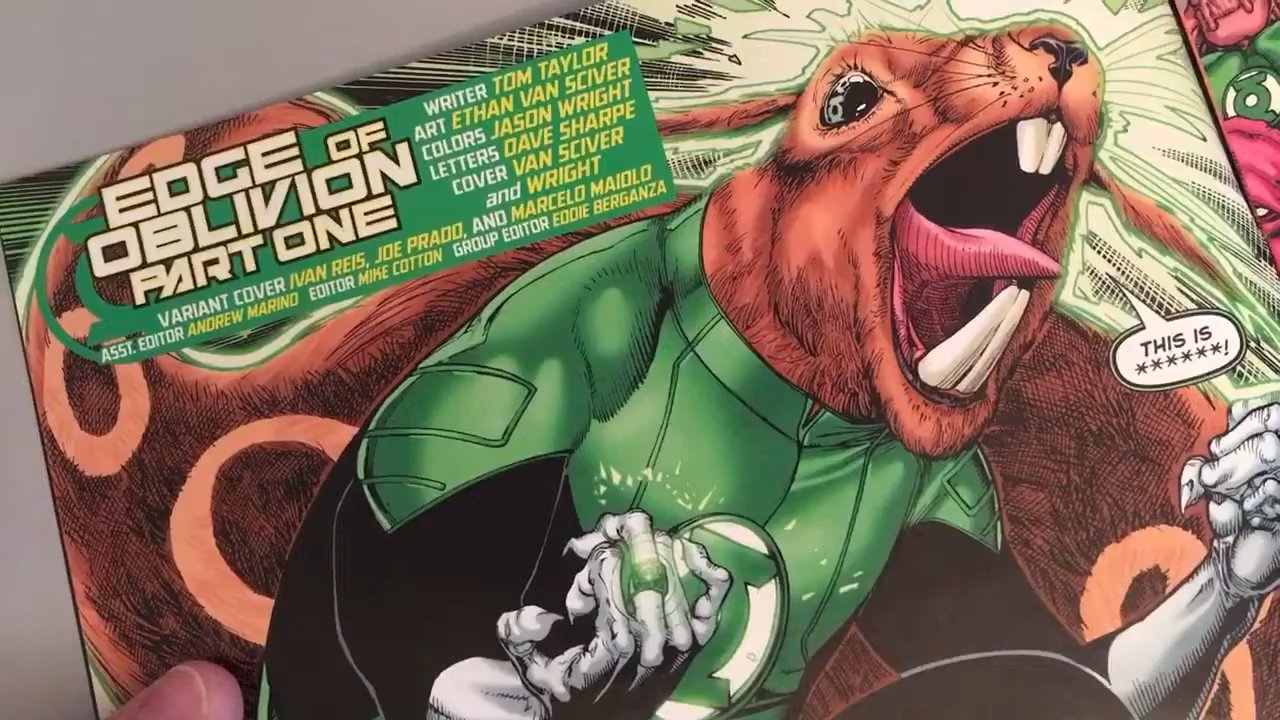 EDGE OF
OBLIVION
PART ONE
WRITER TOM TAYLOR
ART ETHAN VAN SCIVER
COLORS JASON WRIGHT
LETTERS DAVE SHARPE
COVER VAN SCIVER
and WRIGHT
VARIANT COVER IVAN REIS, JOE PRADO, AND MARCELO MAIOLO
ASST. EDITOR ANDREW MARINO EDITOR MIKE COTTON GROUP EDITOR EDDIE BERGANZA
THIS IS
******!